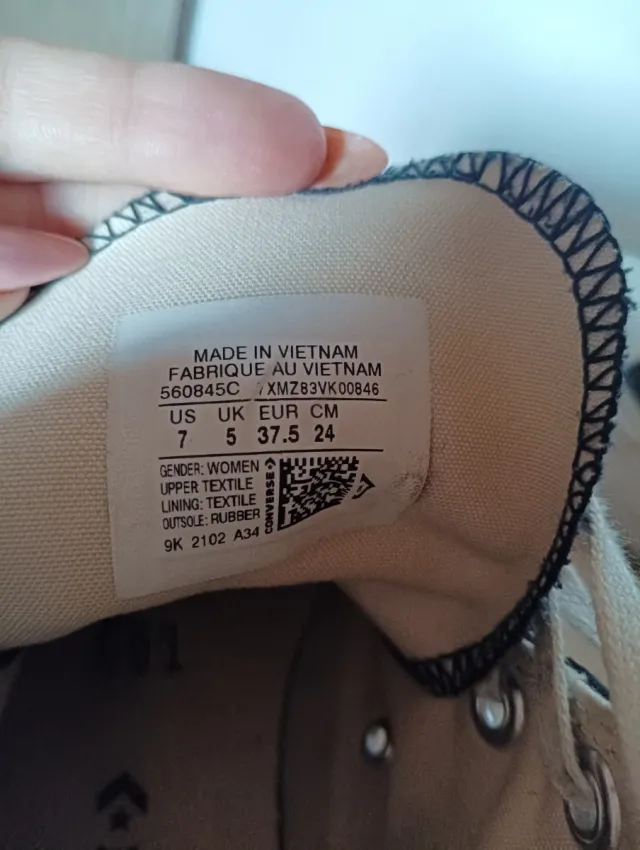 MADE IN VIETNAM
FABRIQUE AU VIETNAM
560845C 7XMZ83VK00846
US UK EUR CM
7 5 37.5 24
GENDER: WOMEN
UPPER TEXTILE
LINING: TEXTILE
OUTSOLE: RUBBER
CONVERSE
9K 2102 A34